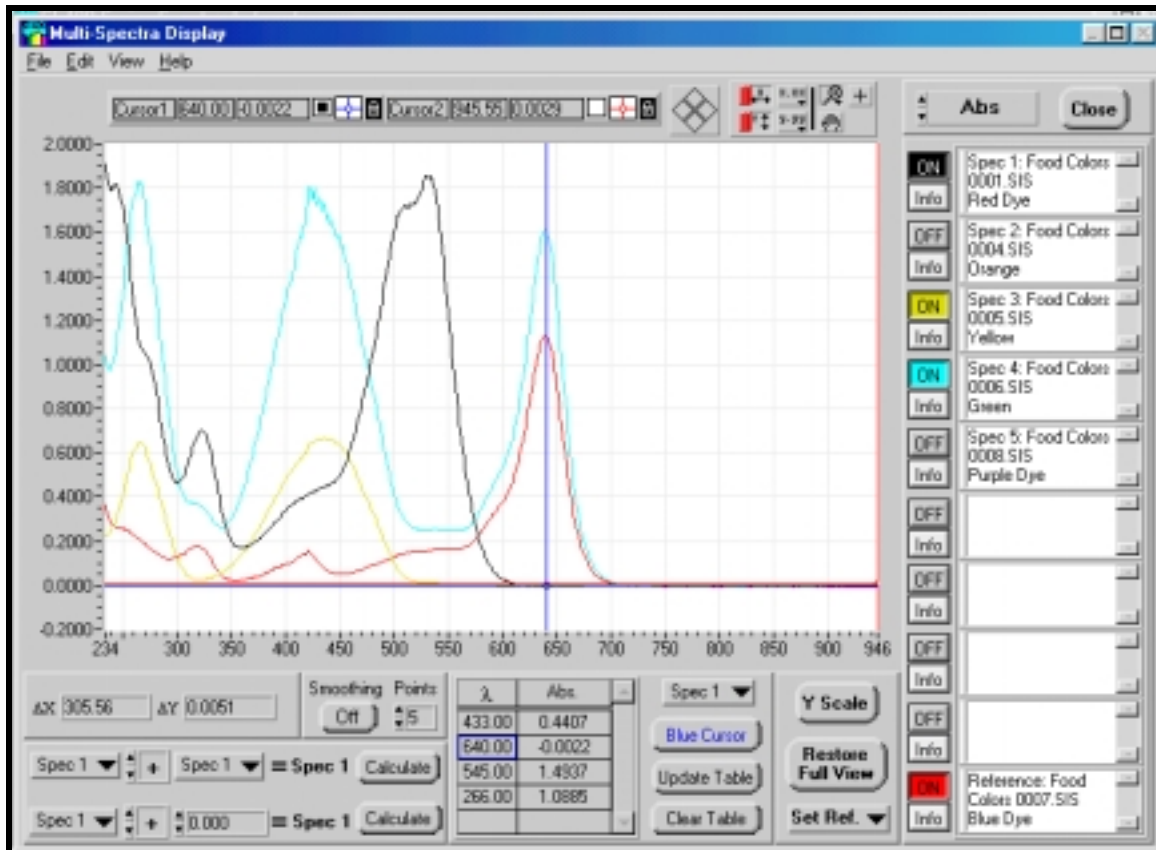 Multi-Spectra Display
File Edit View Help
Cursor1 640.00 -0.0022 Cursor2 945.55 0.0029
Abs Close
2.0000
1.8000
1.6000
1.4000
1.2000
1.0000
0.8000
0.6000
0.4000
0.2000
0.0000
-0.2000
234 300 350 400 450 500 550 600 650 700 750 800 850 900 946
ON Info
Spec 1: Food Colors
0001.SIS
Red Dye
OFF Info
Spec 2: Food Colors
0004.SIS
Orange
ON Info
Spec 3: Food Colors
0005.SIS
Yellow
ON Info
Spec 4: Food Colors
0006.SIS
Green
OFF Info
Spec 5: Food Colors
0008.SIS
Purple Dye
OFF
Info
OFF
Info
OFF
Info
OFF
Info
ON Info
Reference: Food
Colors 0007.SIS
Blue Dye
ΔX 305.56 ΔY 0.0051
Smoothing Points
Off 5
Spec 1 + Spec 1 = Spec 1 Calculate
Spec 1 + 0.000 = Spec 1 Calculate
λ Abs.
433.00 0.4407
640.00 -0.0022
545.00 1.4937
266.00 1.0885
Spec 1
Blue Cursor
Update Table
Clear Table
Y Scale
Restore
Full View
Set Ref.